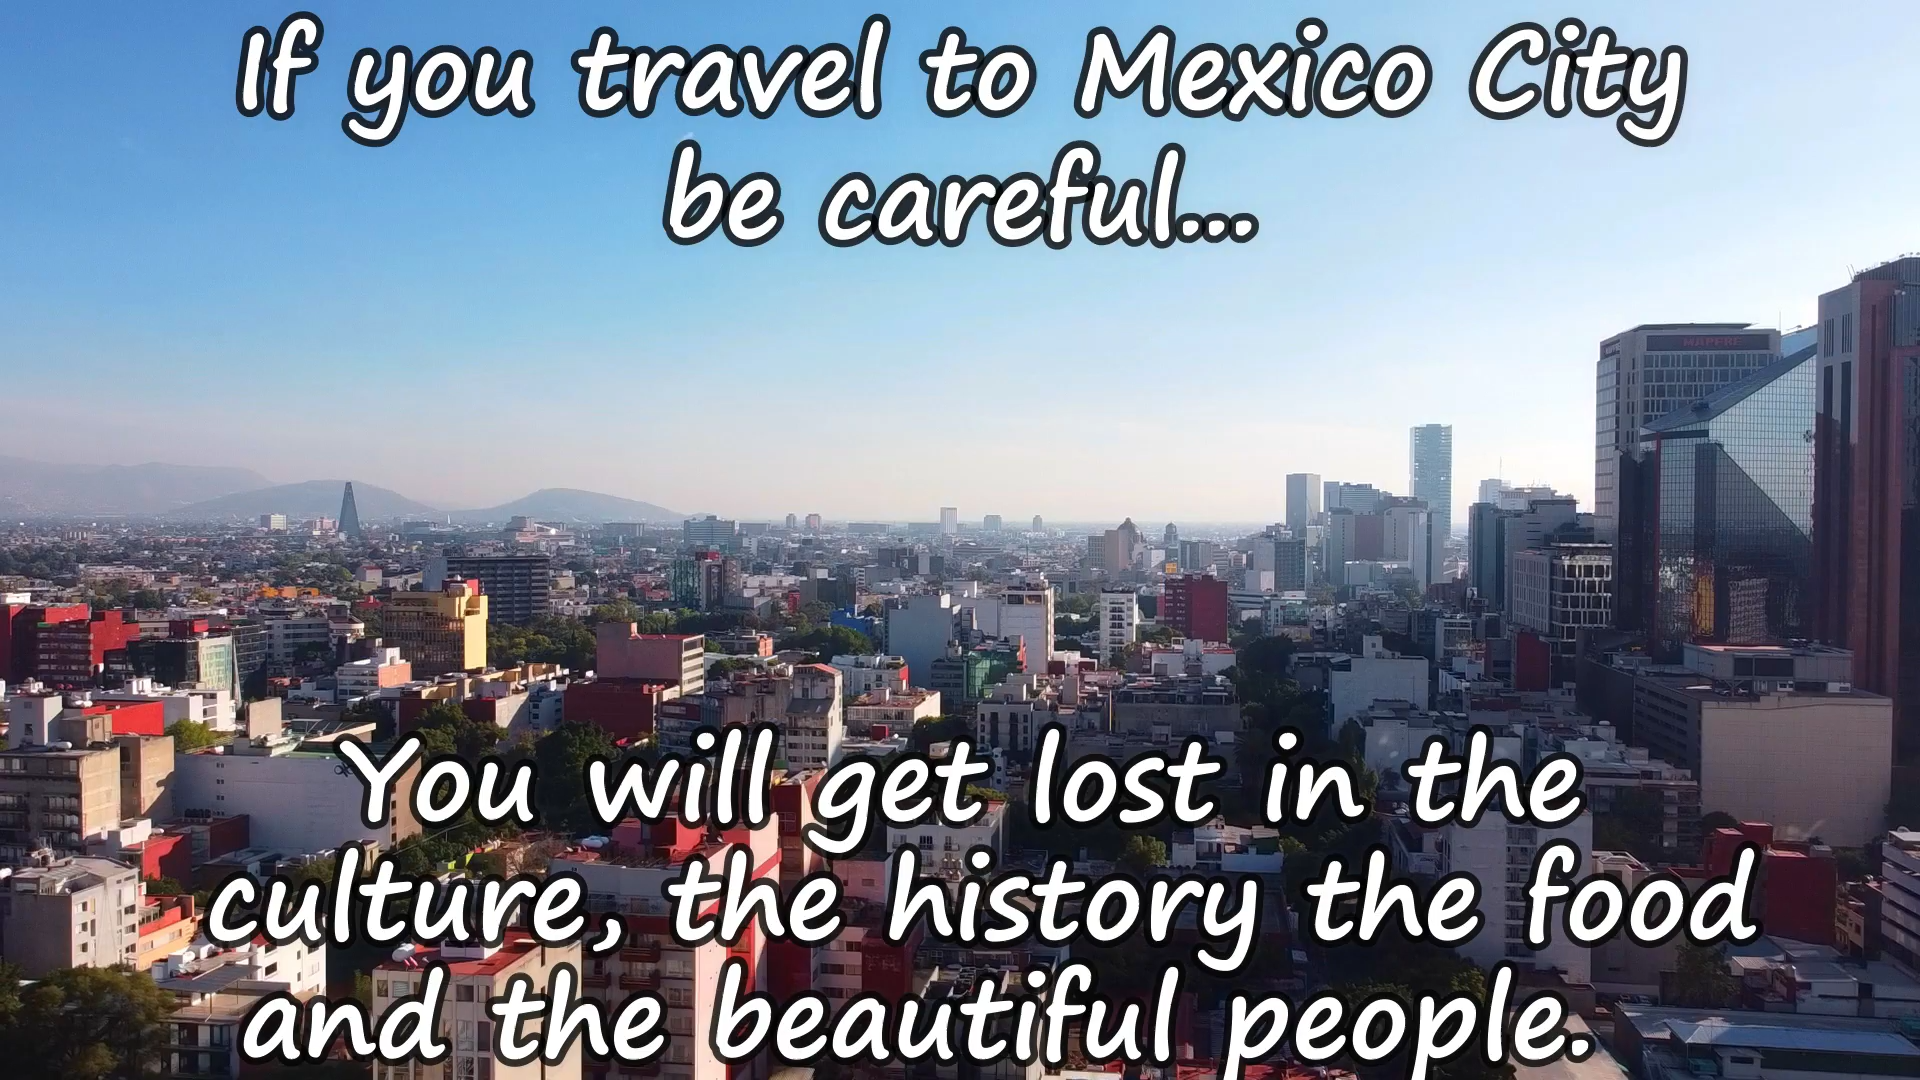 If you travel to Mexico City
be careful...
MAPFRE
You will get lost in the
culture, the history the food
and the beautiful people.